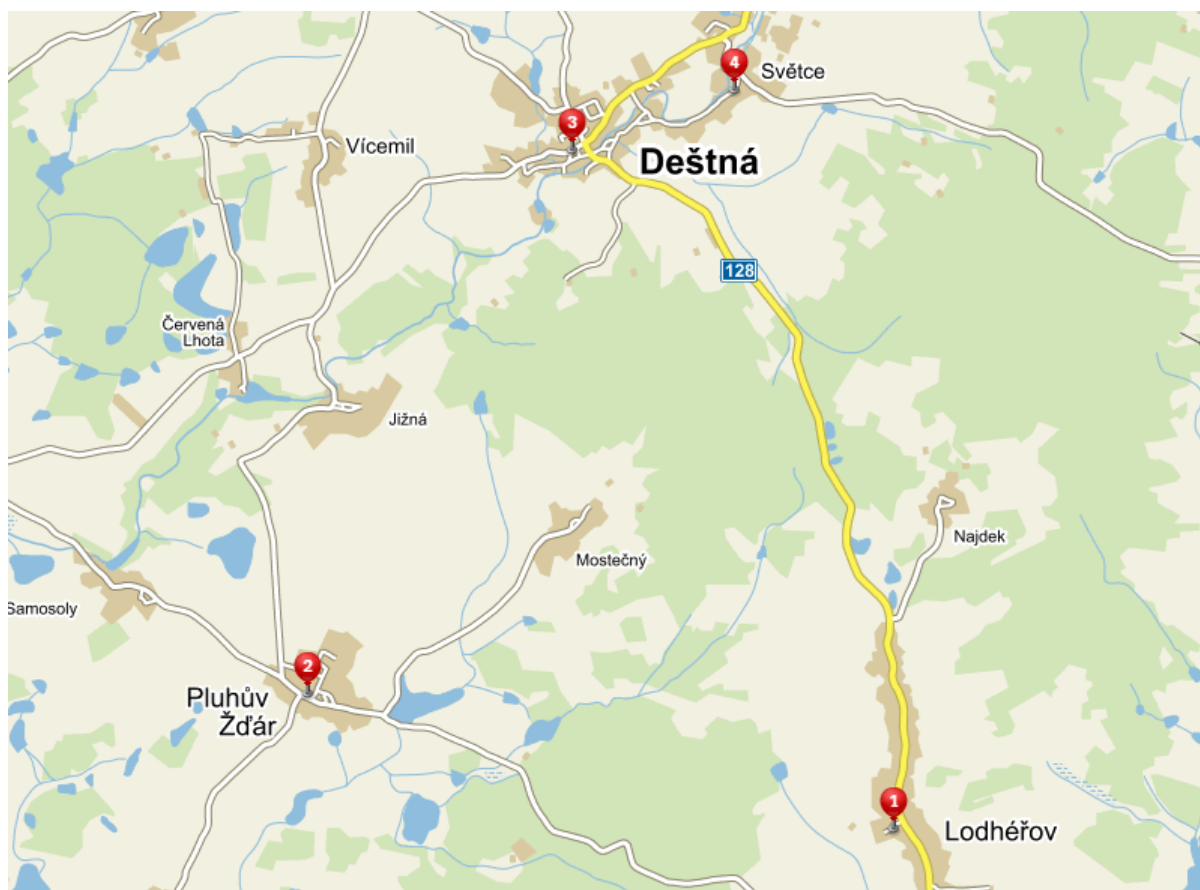 4
Světce
3
Vícemil
Deštná
128
Červená
Lhota
Jižná
Najdek
Mostečný
Samosoly
2
Pluhův
Žďár
1
Lodhéřov